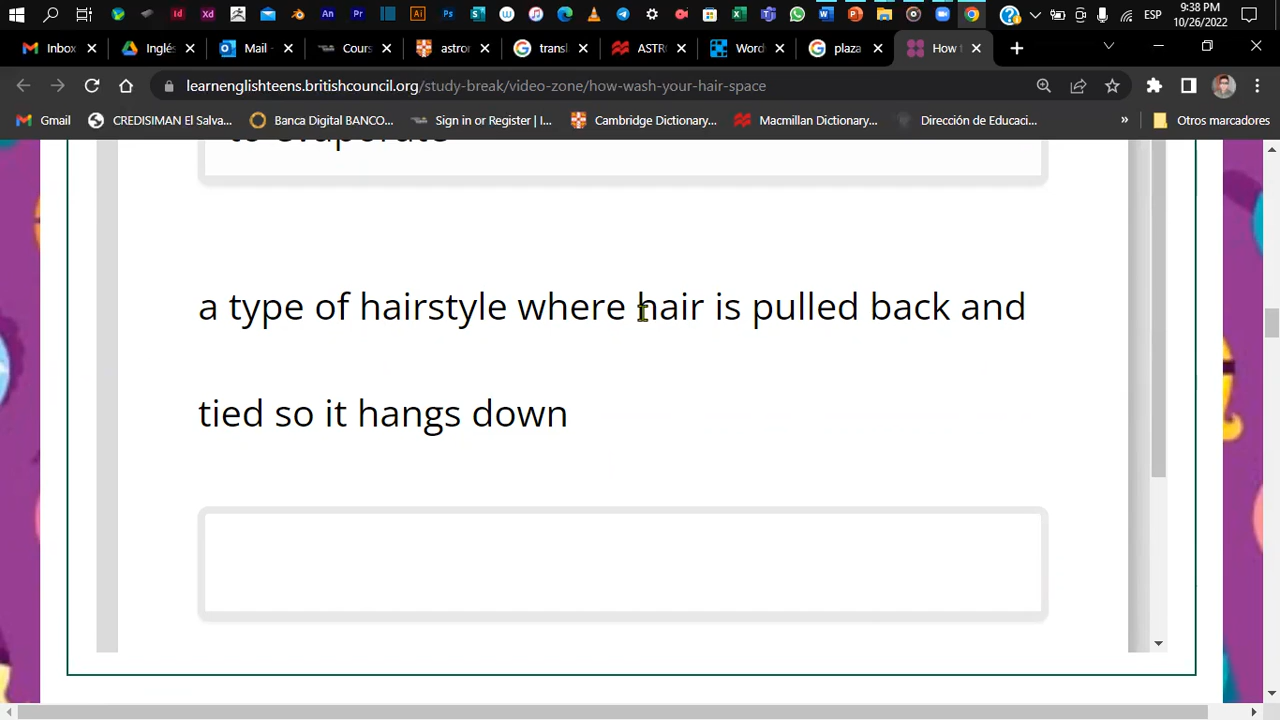 9:38 PM
ESP
10/26/2022
Inbox
Inglés
Mail -
Cours
astror
transl
ASTR
Word
plaza
How t
learnenglishteens.britishcouncil.org/study-break/video-zone/how-wash-your-hair-space
Gmail
CREDISIMAN El Salva...
Banca Digital BANCO...
Sign in or Register | I...
Cambridge Dictionary...
Macmillan Dictionary...
Dirección de Educaci...
»
Otros marcadores
to evaporate
a type of hairstyle where hair is pulled back and
tied so it hangs down